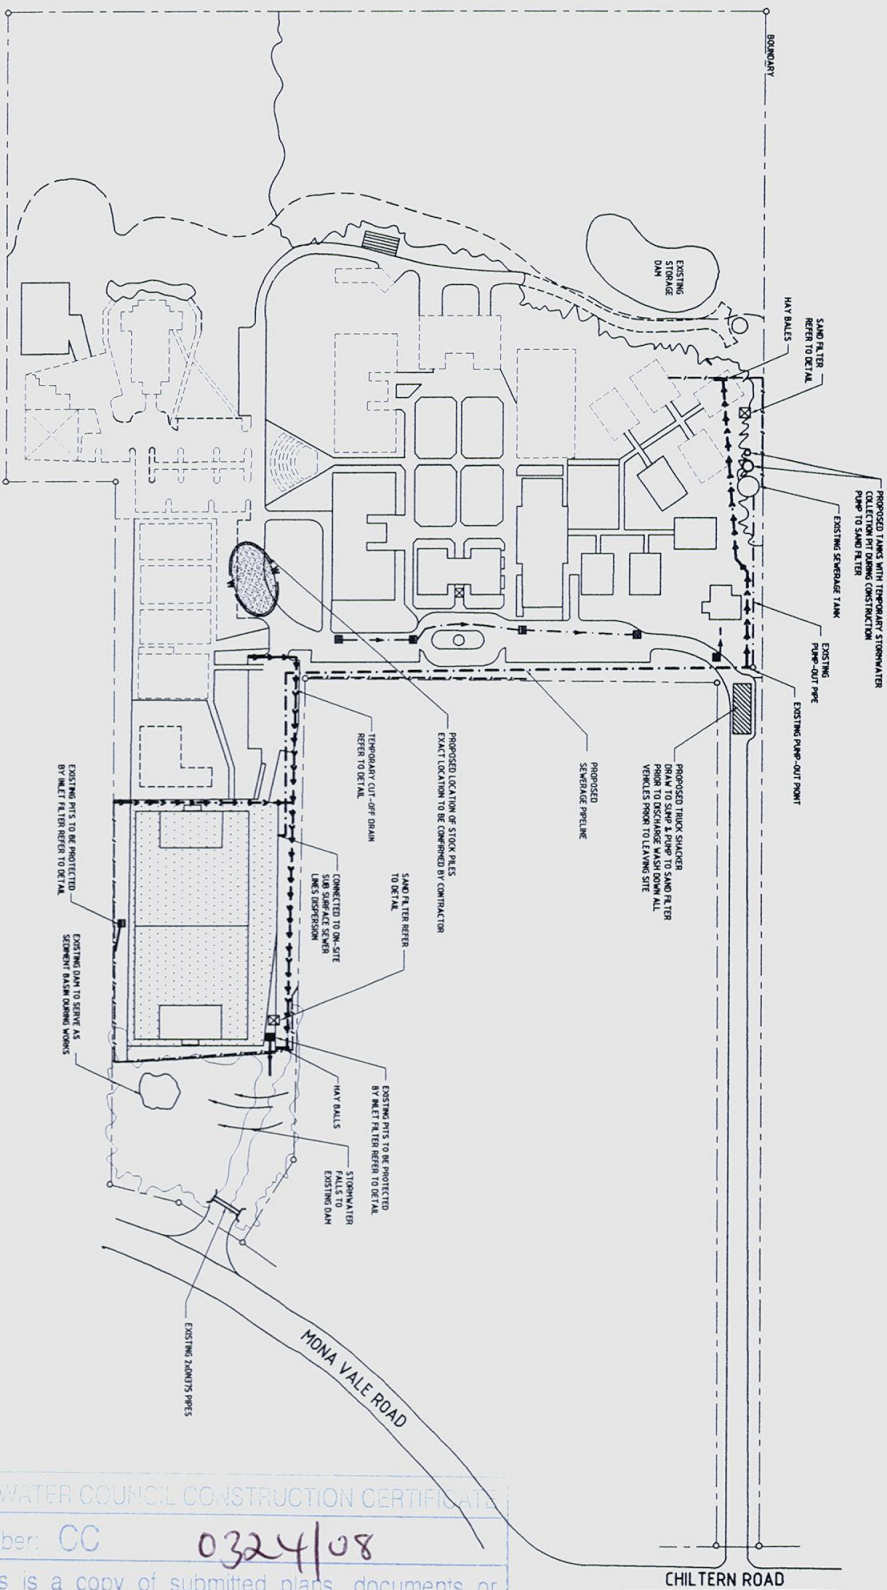 BOUNDARY
EXISTING
STORAGE
DAM
HAY BALES
SAND FILTER
REFER TO DETAIL
PROPOSED TANKS WITH TEMPORARY STORMWATER
COLLECTION PIT DURING CONSTRUCTION
PUMP TO SAND FILTER
EXISTING SEWERAGE TANK
EXISTING
PUMP-OUT PIPE
EXISTING PUMP-OUT PIONT
PROPOSED TRUCK SHACKER
DRAW TO SUMP & PUMP TO SAND FILTER
PRIOR TO DISCHARGE WASH DOWN ALL
VEHICLES PRIOR TO LEAVING SITE
PROPOSED
SEWERAGE PIPELINE
PROPOSED LOCATION OF STOCK PILES
EXACT LOCATION TO BE CONFIRMED BY CONTRACTOR
TEMPORARY CUT-OFF DRAIN
REFER TO DETAIL
SAND FILTER REFER
TO DETAIL
CONNECTED TO ON-SITE
SUB SURFACE SEWER
LINES DISPERSION
EXISTING PITS TO BE PROTECTED
BY INLET FILTER REFER TO DETAIL
EXISTING DAM TO SERVE AS
SEDIMENT BASIN DURING WORKS
EXISTING PITS TO BE PROTECTED
BY INLET FILTER REFER TO DETAIL
HAY BALLS
STORMWATER
FALLS TO
EXISTING DAM
EXISTING 2xDN375 PIPES
MONA VALE ROAD
CHILTERN ROAD
WATER COUNCIL CONSTRUCTION CERTIFICATE
ber: CC 0324/08
s is a copy of submitted plans, documents or